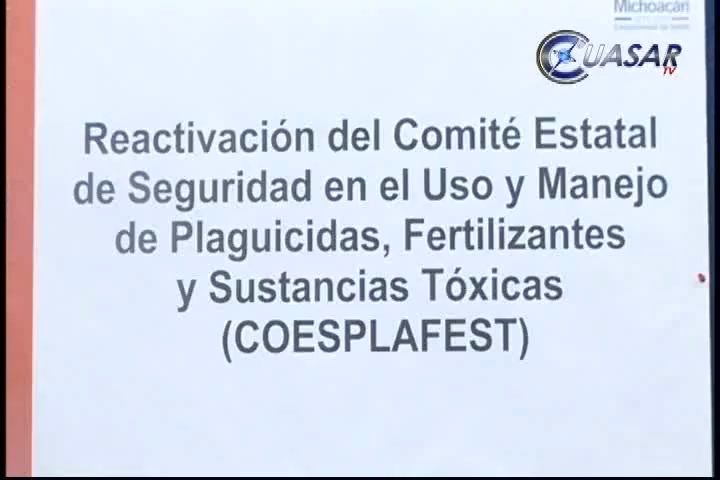 Michoacán
CUASAR
TV
Reactivación del Comité Estatal
de Seguridad en el Uso y Manejo
de Plaguicidas, Fertilizantes
y Sustancias Tóxicas
(COESPLAFEST)